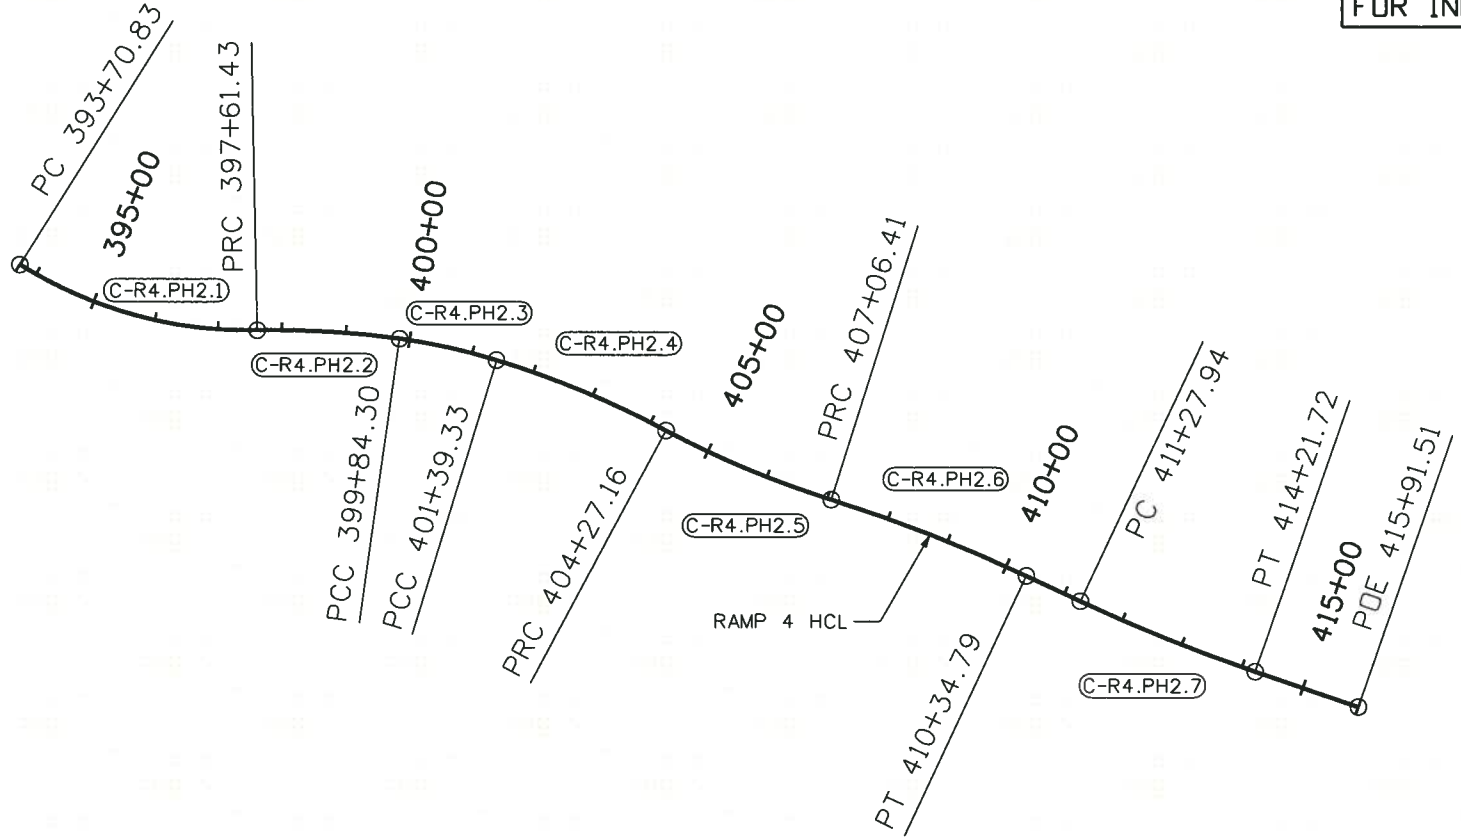 FOR
PC 393+70.83
395+00
PRC 397+61.43
C-R4.PH2.1
C-R4.PH2.2
400+00
C-R4.PH2.3
PCC 399+84.30
PCC 401+39.33
C-R4.PH2.4
PRC 404+27.16
405+00
C-R4.PH2.5
PRC 407+06.41
C-R4.PH2.6
RAMP 4 HCL
410+00
PT 410+34.79
PC 411+27.94
C-R4.PH2.7
PT 414+21.72
415+00
POE 415+91.51